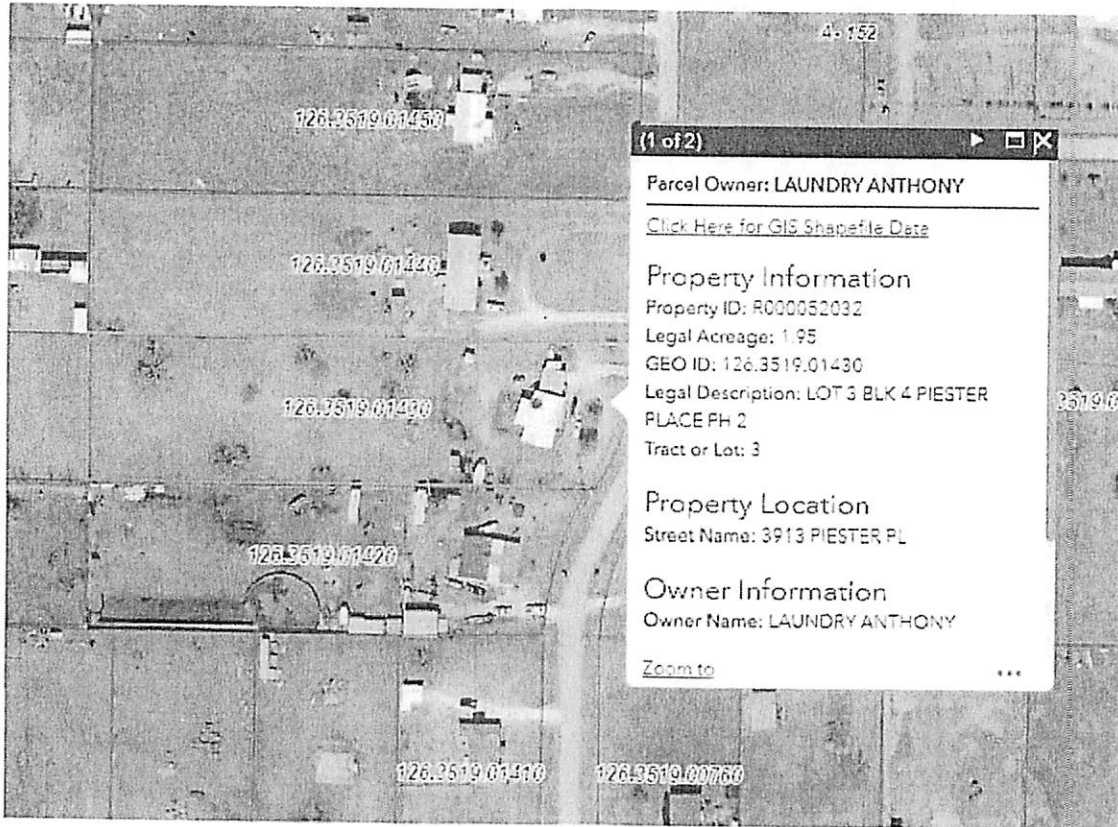 A-152
126.3519.01450
(1 of 2)
Parcel Owner: LAUNDRY ANTHONY
Click Here for GIS Shapefile Data
126.3519.01440
Property Information
Property ID: R000052032
Legal Acreage: 1.95
GEO ID: 126.3519.01430
Legal Description: LOT 3 BLK 4 PIESTER
PLACE PH 2
Tract or Lot: 3
126.3519.01430
3519.0
Property Location
Street Name: 3913 PIESTER PL
126.3519.01420
Owner Information
Owner Name: LAUNDRY ANTHONY
Zoom to
126.3519.01410
126.3519.00760